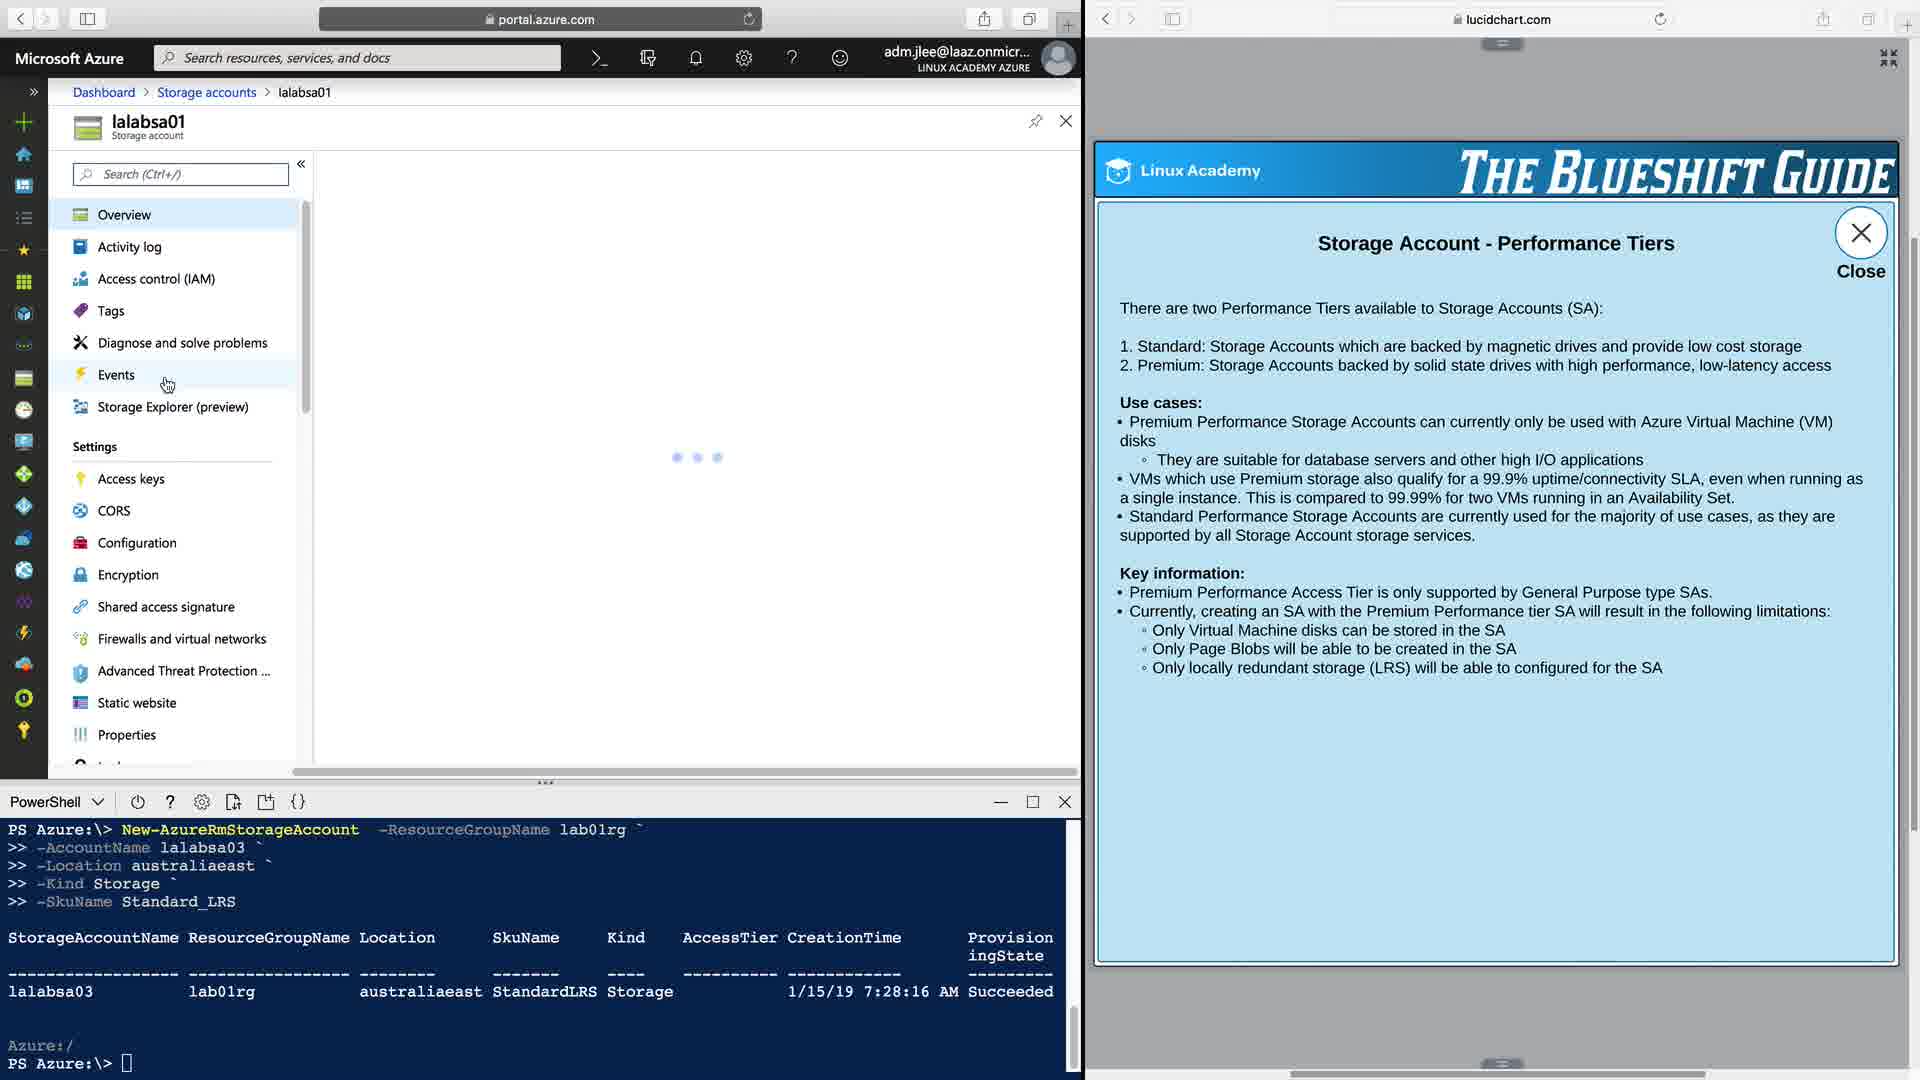 portal.azure.com
Microsoft Azure
Search resources, services, and docs
adm.jlee@laaz.onmicr...
LINUX ACADEMY AZURE
Dashboard > Storage accounts > lalabsa01
lalabsa01
Storage account
Search (Ctrl+/)
Overview
Activity log
Access control (IAM)
Tags
Diagnose and solve problems
Events
Storage Explorer (preview)
Settings
Access keys
CORS
Configuration
Encryption
Shared access signature
Firewalls and virtual networks
Advanced Threat Protection ...
Static website
Properties
PowerShell
PS Azure:\> New-AzureRmStorageAccount -ResourceGroupName lab01rg `
>> -AccountName lalabsa03 `
>> -Location australiaeast `
>> -Kind Storage `
>> -SkuName Standard_LRS
StorageAccountName ResourceGroupName Location SkuName Kind AccessTier CreationTime Provision
ingState
------------------ ----------------- -------- ------- ---- ---------- ------------ ---------
lalabsa03 lab01rg australiaeast StandardLRS Storage 1/15/19 7:28:16 AM Succeeded
Azure:/
PS Azure:\>
lucidchart.com
Linux Academy
THE BLUESHIFT GUIDE
Storage Account - Performance Tiers
Close
There are two Performance Tiers available to Storage Accounts (SA):
1. Standard: Storage Accounts which are backed by magnetic drives and provide low cost storage
2. Premium: Storage Accounts backed by solid state drives with high performance, low-latency access
Use cases:
• Premium Performance Storage Accounts can currently only be used with Azure Virtual Machine (VM)
disks
◦ They are suitable for database servers and other high I/O applications
• VMs which use Premium storage also qualify for a 99.9% uptime/connectivity SLA, even when running as
a single instance. This is compared to 99.99% for two VMs running in an Availability Set.
• Standard Performance Storage Accounts are currently used for the majority of use cases, as they are
supported by all Storage Account storage services.
Key information:
• Premium Performance Access Tier is only supported by General Purpose type SAs.
• Currently, creating an SA with the Premium Performance tier SA will result in the following limitations:
◦ Only Virtual Machine disks can be stored in the SA
◦ Only Page Blobs will be able to be created in the SA
◦ Only locally redundant storage (LRS) will be able to configured for the SA